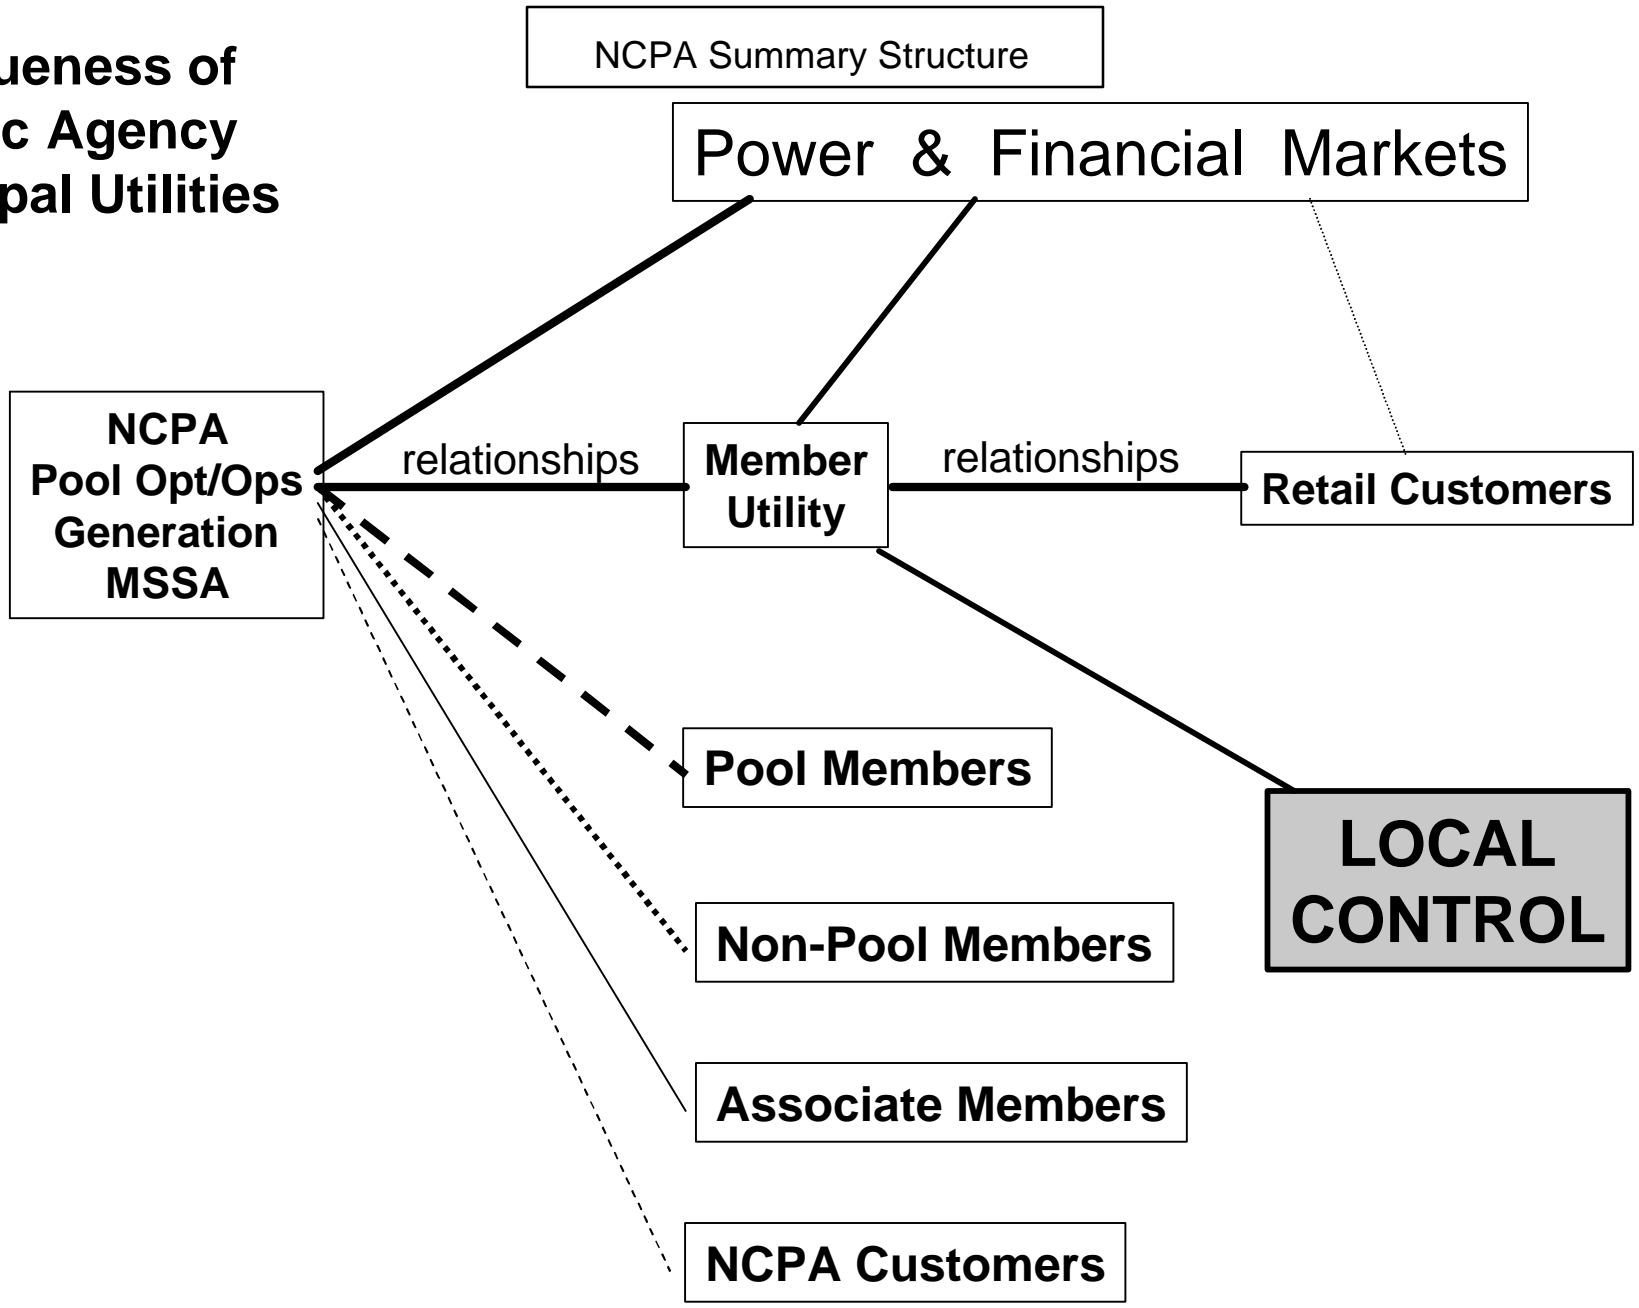 NCPA Summary Structure
ueness of
c Agency
pal Utilities
Power & Financial Markets
NCPA
Pool Opt/Ops
Generation
MSSA
relationships
Member
Utility
relationships
Retail Customers
Pool Members
LOCAL
CONTROL
Non-Pool Members
Associate Members
NCPA Customers